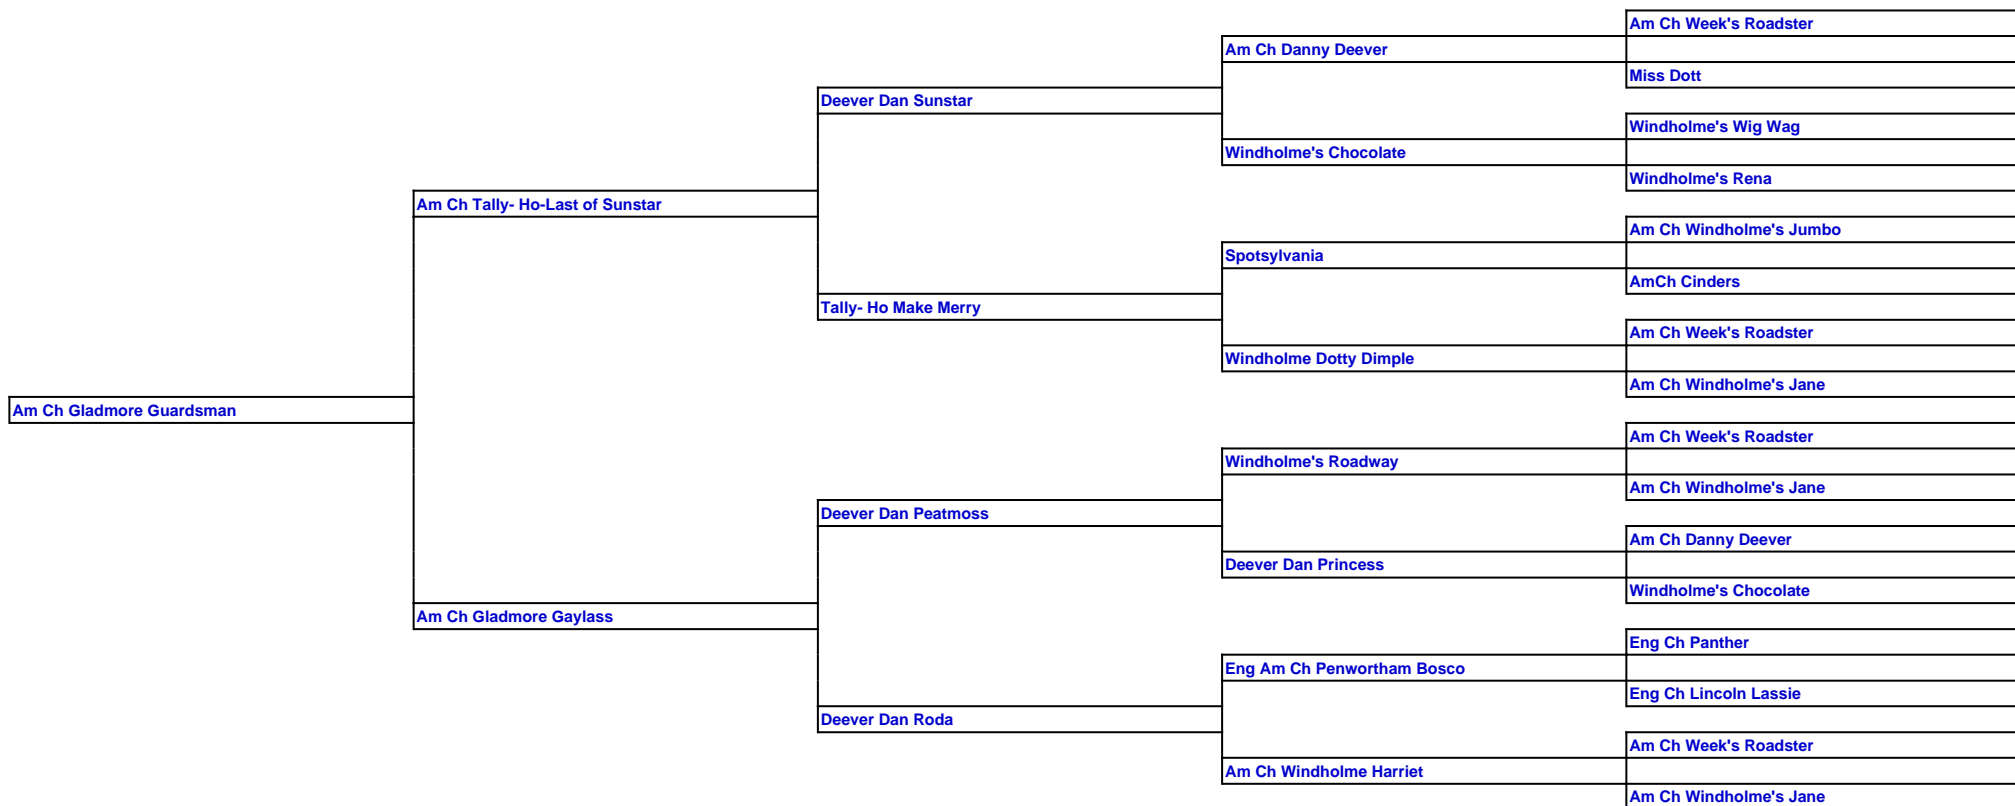 Am Ch Week's Roadster
Am Ch Danny Deever
Miss Dott
Deever Dan Sunstar
Windholme's Wig Wag
Windholme's Chocolate
Windholme's Rena
Am Ch Tally- Ho-Last of Sunstar
Am Ch Windholme's Jumbo
Spotsylvania
AmCh Cinders
Tally- Ho Make Merry
Am Ch Week's Roadster
Windholme Dotty Dimple
Am Ch Windholme's Jane
Am Ch Gladmore Guardsman
Am Ch Week's Roadster
Windholme's Roadway
Am Ch Windholme's Jane
Deever Dan Peatmoss
Am Ch Danny Deever
Deever Dan Princess
Windholme's Chocolate
Am Ch Gladmore Gaylass
Eng Ch Panther
Eng Am Ch Penwortham Bosco
Eng Ch Lincoln Lassie
Deever Dan Roda
Am Ch Week's Roadster
Am Ch Windholme Harriet
Am Ch Windholme's Jane